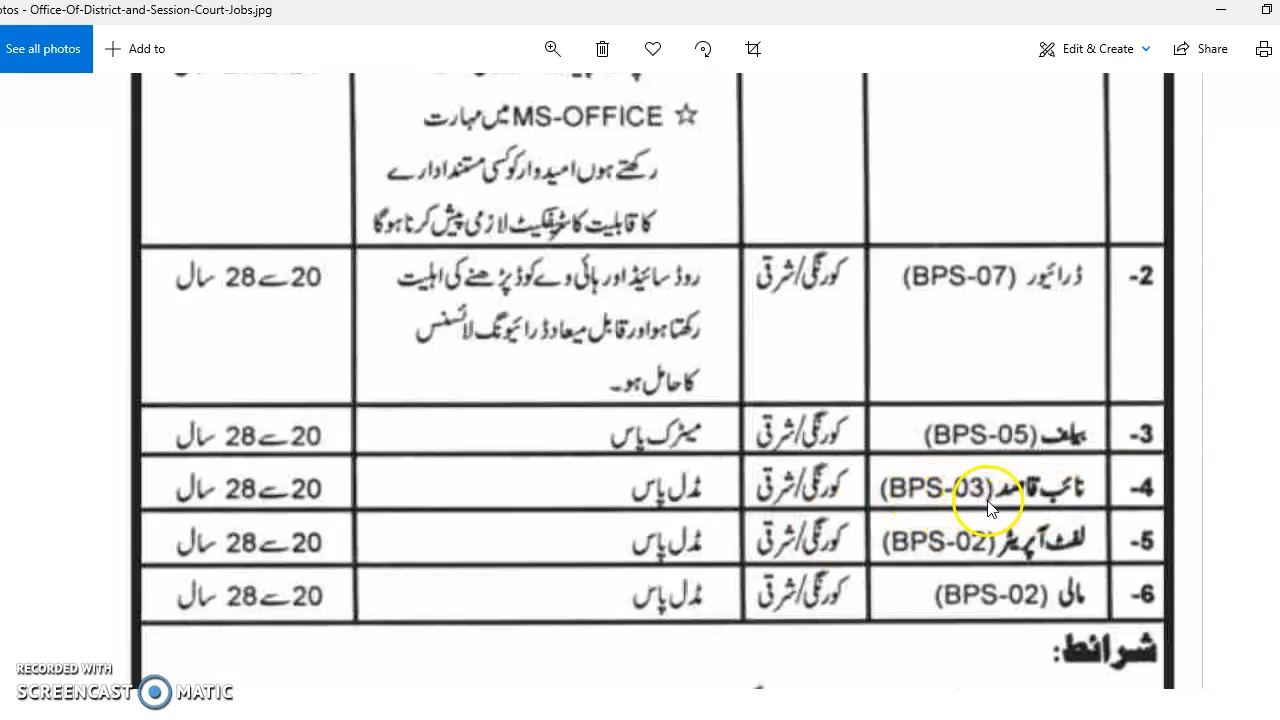 otos - Office-Of-District-and-Session-Court-Jobs.jpg
See all photos
Add to
Edit & Create
Share
☆ MS-OFFICE میں مہارت
رکھتے ہوں امیدوار کو کسی مستند ادارے
کا قابلیت کا سرٹیفکیٹ لازمی پیش کرنا ہوگا
2- ڈرائیور (BPS-07) کورنگی/شرقی روڈ سائیڈ اور ہائی وے کوڈ پڑھنے کی اہلیت 20 سے 28 سال
رکھتا ہو اور قابل میعاد ڈرائیونگ لائسنس
کا حامل ہو۔
3- بیلف (BPS-05) کورنگی/شرقی میٹرک پاس 20 سے 28 سال
4- نائب قاصد (BPS-03) کورنگی/شرقی مڈل پاس 20 سے 28 سال
5- لفٹ آپریٹر (BPS-02) کورنگی/شرقی مڈل پاس 20 سے 28 سال
6- مالی (BPS-02) کورنگی/شرقی مڈل پاس 20 سے 28 سال
شرائط:
RECORDED WITH
SCREENCAST MATIC